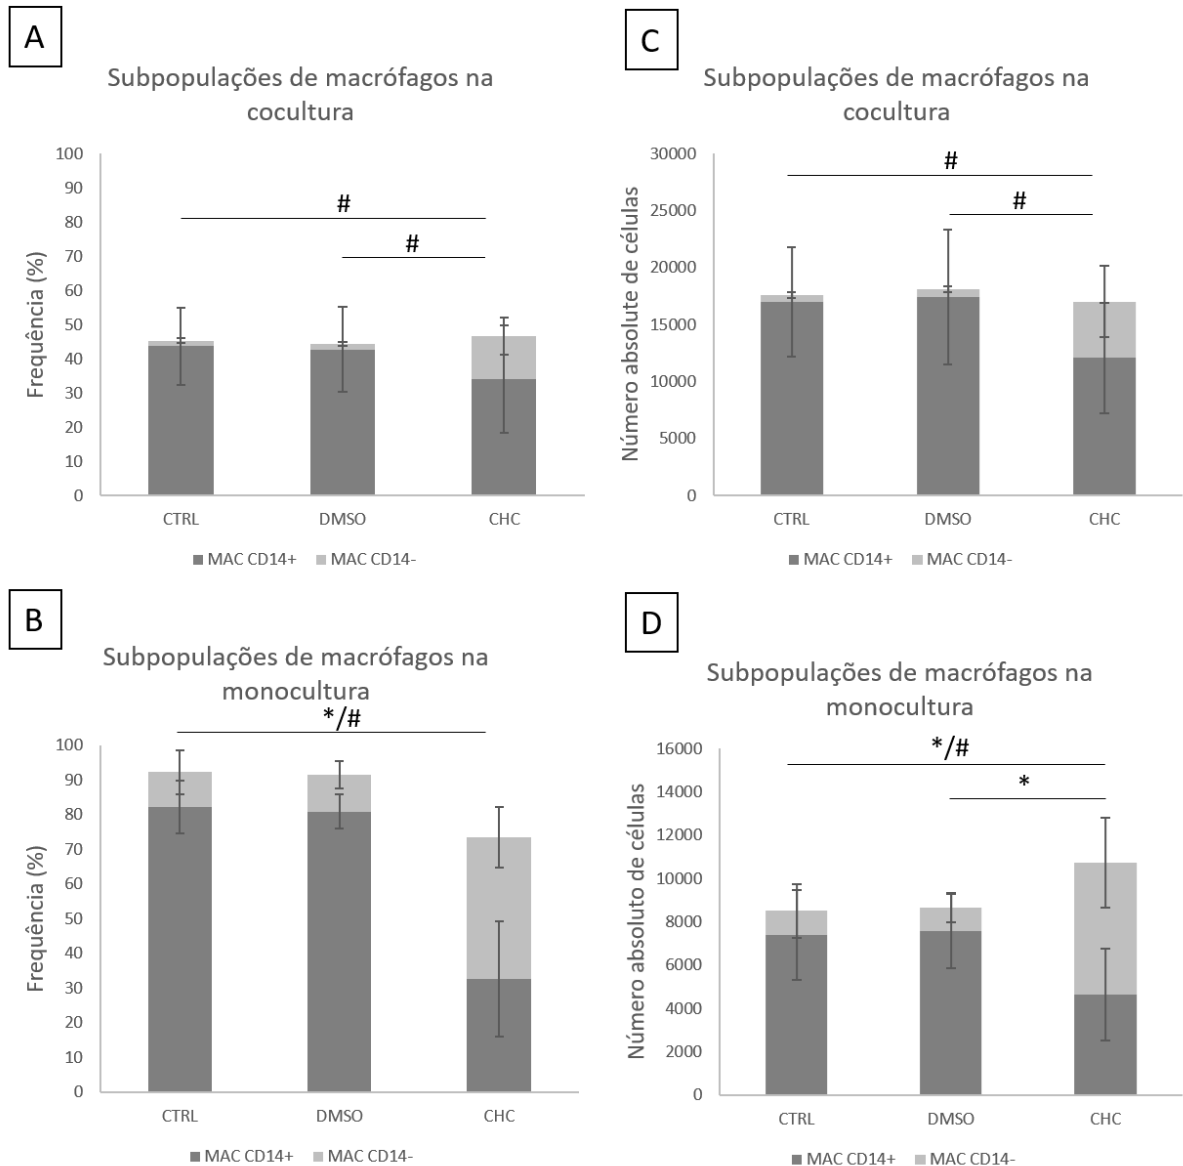 A
Subpopulações de macrófagos na
cocultura
100
90
80
70
60
50
40
30
20
10
0
Frequência (%)
#
#
CTRL DMSO CHC
MAC CD14+ MAC CD14-
C
Subpopulações de macrófagos na
cocultura
30000
25000
20000
15000
10000
5000
0
Número absolute de células
#
#
CTRL DMSO CHC
MAC CD14+ MAC CD14-
B
Subpopulações de macrófagos na
monocultura
*/#
100
90
80
70
60
50
40
30
20
10
0
Frequência (%)
CTRL DMSO CHC
MAC CD14+ MAC CD14-
D
Subpopulações de macrófagos na
monocultura
16000
14000
12000
10000
8000
6000
4000
2000
0
Número absoluto de células
*/#
*
CTRL DMSO CHC
MAC CD14+ MAC CD14-